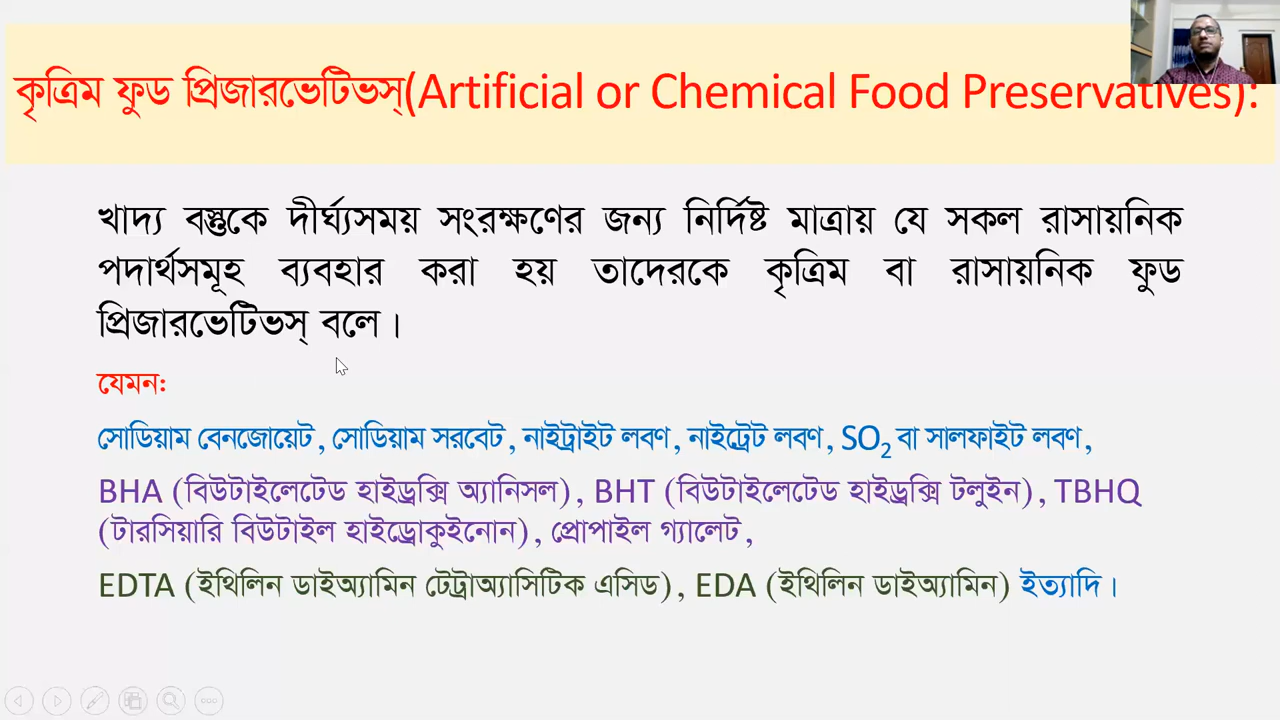 কৃত্রিম ফুড প্রিজারভেটিভস্(Artificial or Chemical Food Preservatives):
খাদ্য বস্তুকে দীর্ঘ্যসময় সংরক্ষণের জন্য নির্দিষ্ট মাত্রায় যে সকল রাসায়নিক
পদার্থসমূহ ব্যবহার করা হয় তাদেরকে কৃত্রিম বা রাসায়নিক ফুড
প্রিজারভেটিভস্ বলে।
যেমন:
সোডিয়াম বেনজোয়েট, সোডিয়াম সরবেট, নাইট্রাইট লবণ, নাইট্রেট লবণ, SO₂ বা সালফাইট লবণ,
BHA (বিউটাইলেটেড হাইড্রক্সি অ্যানিসল), BHT (বিউটাইলেটেড হাইড্রক্সি টলুইন), TBHQ
(টারসিয়ারি বিউটাইল হাইড্রোকুইনোন), প্রোপাইল গ্যালেট,
EDTA (ইথিলিন ডাইঅ্যামিন টেট্রাঅ্যাসিটিক এসিড), EDA (ইথিলিন ডাইঅ্যামিন) ইত্যাদি।